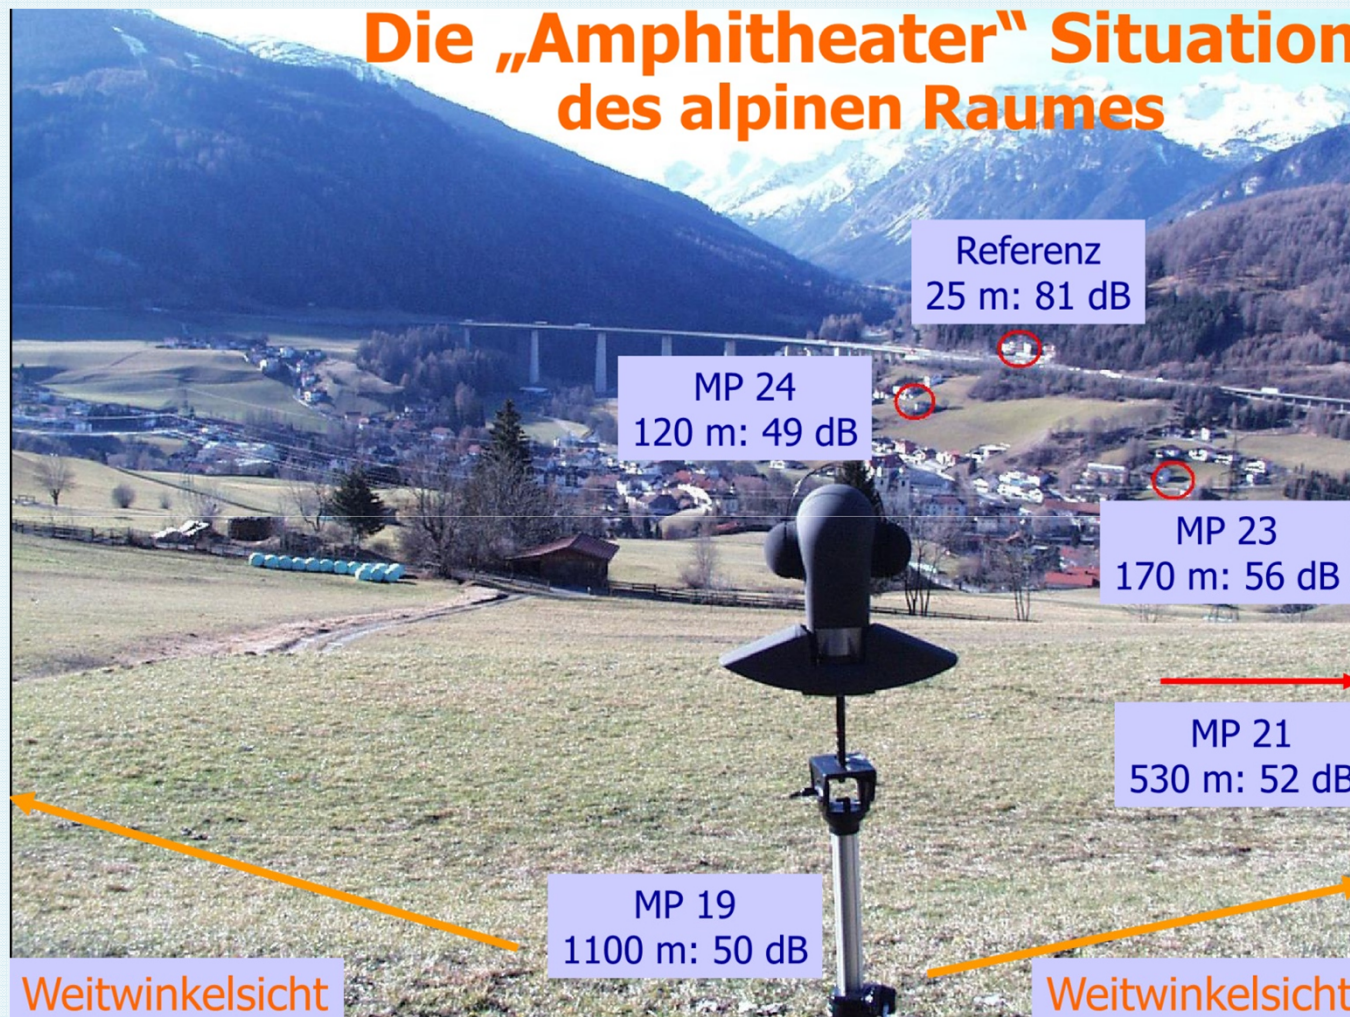 Die „Amphitheater“ Situation
des alpinen Raumes
Referenz
25 m: 81 dB
MP 24
120 m: 49 dB
MP 23
170 m: 56 dB
MP 21
530 m: 52 dB
MP 19
1100 m: 50 dB
Weitwinkelsicht
Weitwinkelsicht